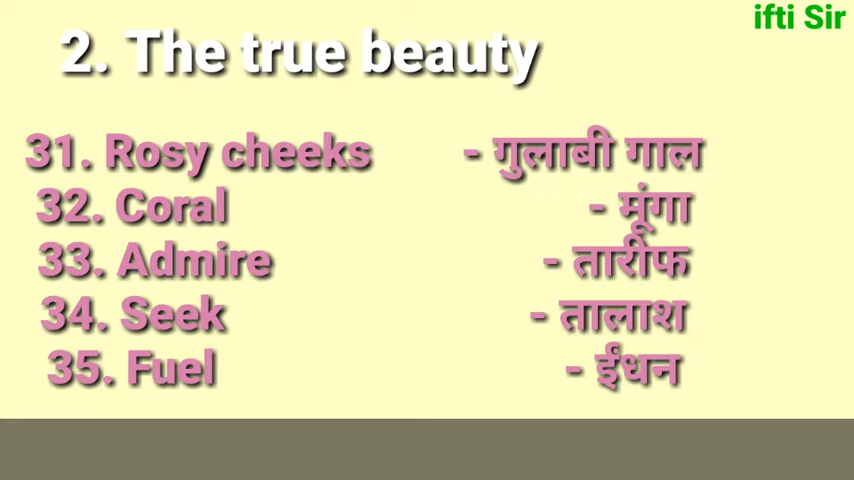 ifti Sir
2. The true beauty
31. Rosy cheeks - गुलाबी गाल
32. Coral - मूंगा
33. Admire - तारीफ
34. Seek - तालाश
35. Fuel - ईंधन